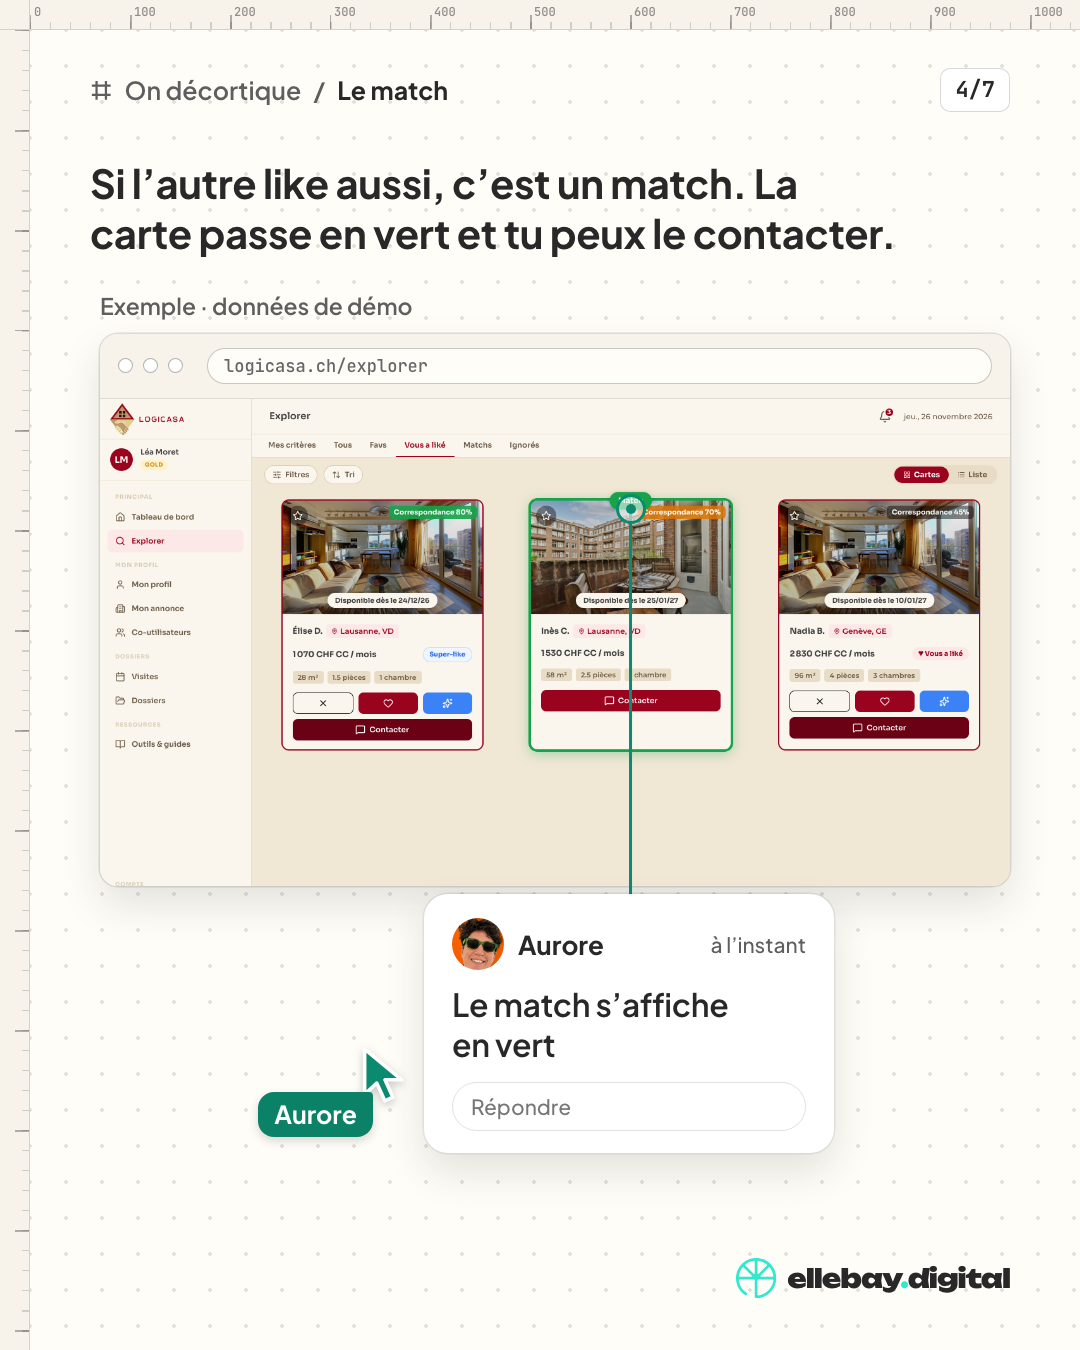 0 100 200 300 400 500 600 700 800 900 1000
On décortique / Le match
4/7
Si l’autre like aussi, c’est un match. La
carte passe en vert et tu peux le contacter.
Exemple · données de démo
logicasa.ch/explorer
LOGICASA
Explorer
3
jeu., 26 novembre 2026
LM
Léa Moret
GOLD
Mes critères Tous Favs Vous a liké Matchs Ignorés
Filtres Tri
Cartes Liste
PRINCIPAL
Tableau de bord
Explorer
MON PROFIL
Mon profil
Mon annonce
Co-utilisateurs
DOSSIERS
Visites
Dossiers
RESSOURCES
Outils & guides
COMPTE
Correspondance 80%
Disponible dès le 24/12/26
Élise D. Lausanne, VD
1070 CHF CC / mois
Super-like
28 m² 1.5 pièces 1 chambre
Contacter
Match
Correspondance 70%
Disponible dès le 25/01/27
Inès C. Lausanne, VD
1530 CHF CC / mois
58 m² 2.5 pièces chambre
Contacter
Correspondance 45%
Disponible dès le 10/01/27
Nadia B. Genève, GE
2830 CHF CC / mois
♥ Vous a liké
96 m² 4 pièces 3 chambres
Contacter
Aurore
à l’instant
Le match s’affiche
en vert
Répondre
Aurore
ellebay.digital